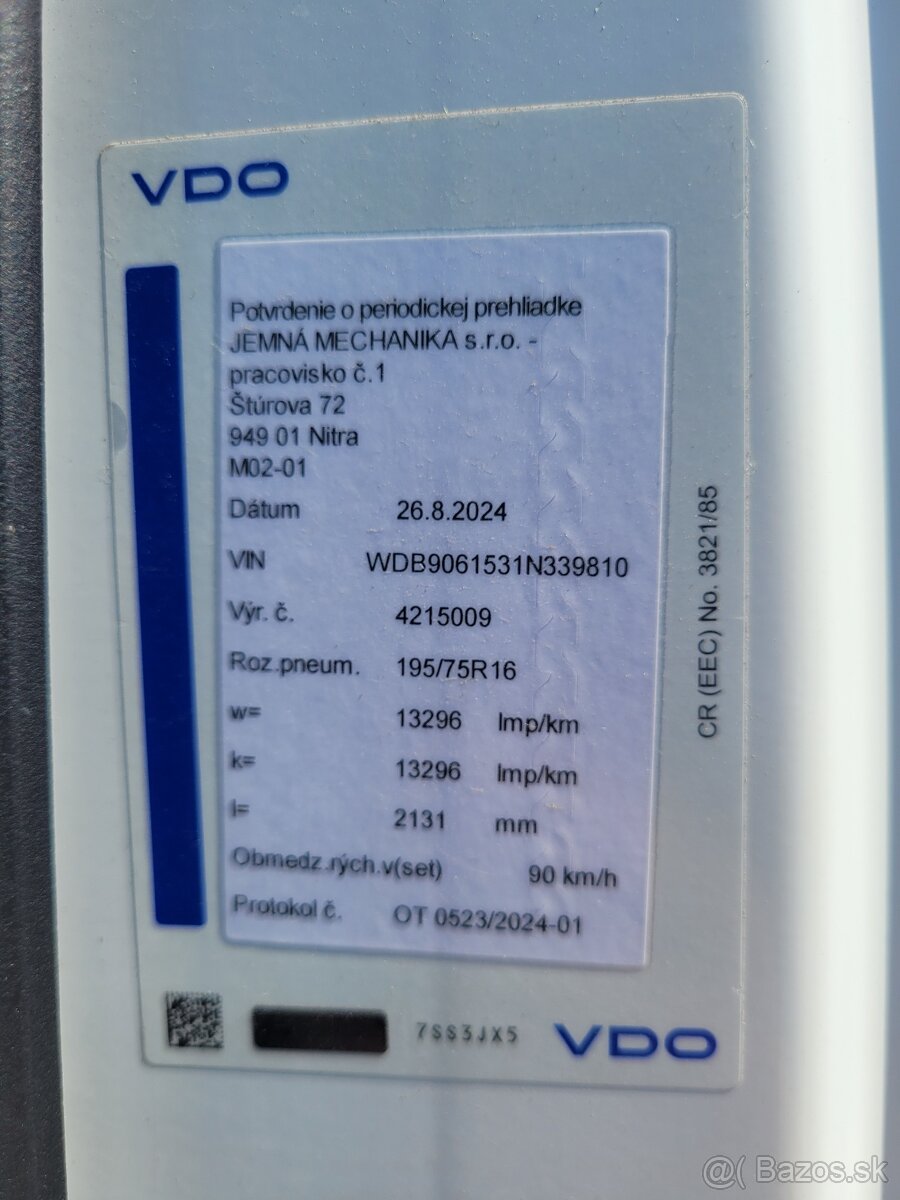 VDO
Potvrdenie o periodickej prehliadke
JEMNÁ MECHANIKA s.r.o. -
pracovisko č.1
Štúrova 72
949 01 Nitra
M02-01
Dátum 26.8.2024
VIN WDB9061531N339810
Výr. č. 4215009
Roz.pneum. 195/75R16
w= 13296 Imp/km
k= 13296 Imp/km
l= 2131 mm
Obmedz.rých.v(set) 90 km/h
Protokol č. OT 0523/2024-01
CR (EEC) No. 3821/85
7SS3JX5 VDO
@( Bazos.sk